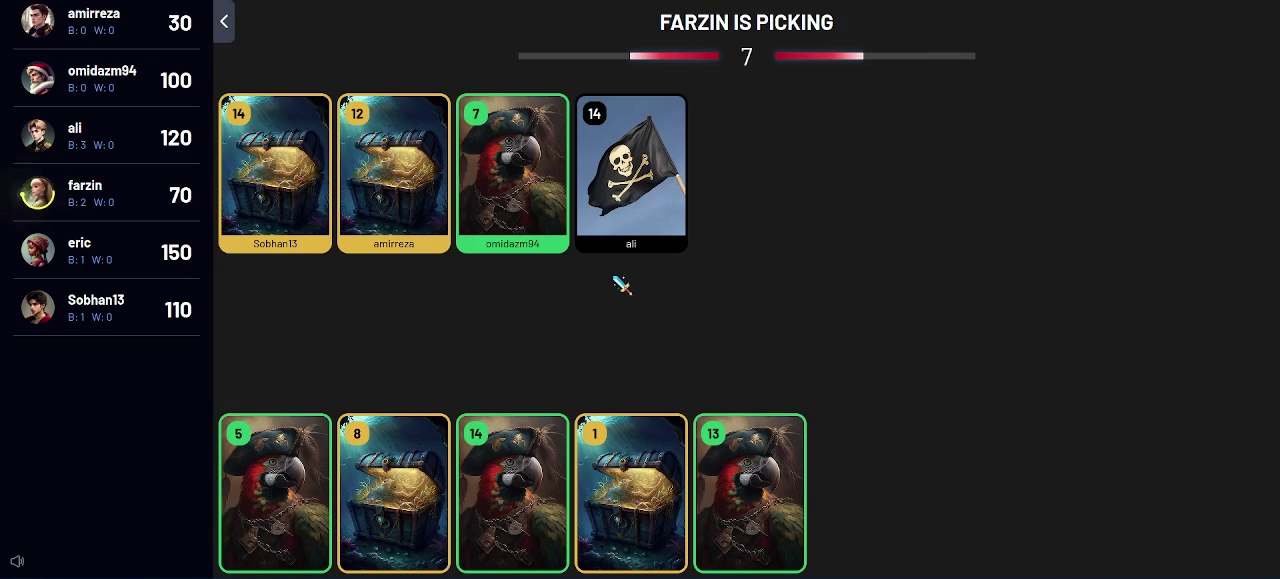 amirreza
B: 0 W: 0
30
omidazm94
B: 0 W: 0
100
ali
B: 3 W: 0
120
farzin
B: 2 W: 0
70
eric
B: 1 W: 0
150
Sobhan13
B: 1 W: 0
110
FARZIN IS PICKING
7
14
Sobhan13
12
amirreza
7
omidazm94
14
ali
5
8
14
1
13